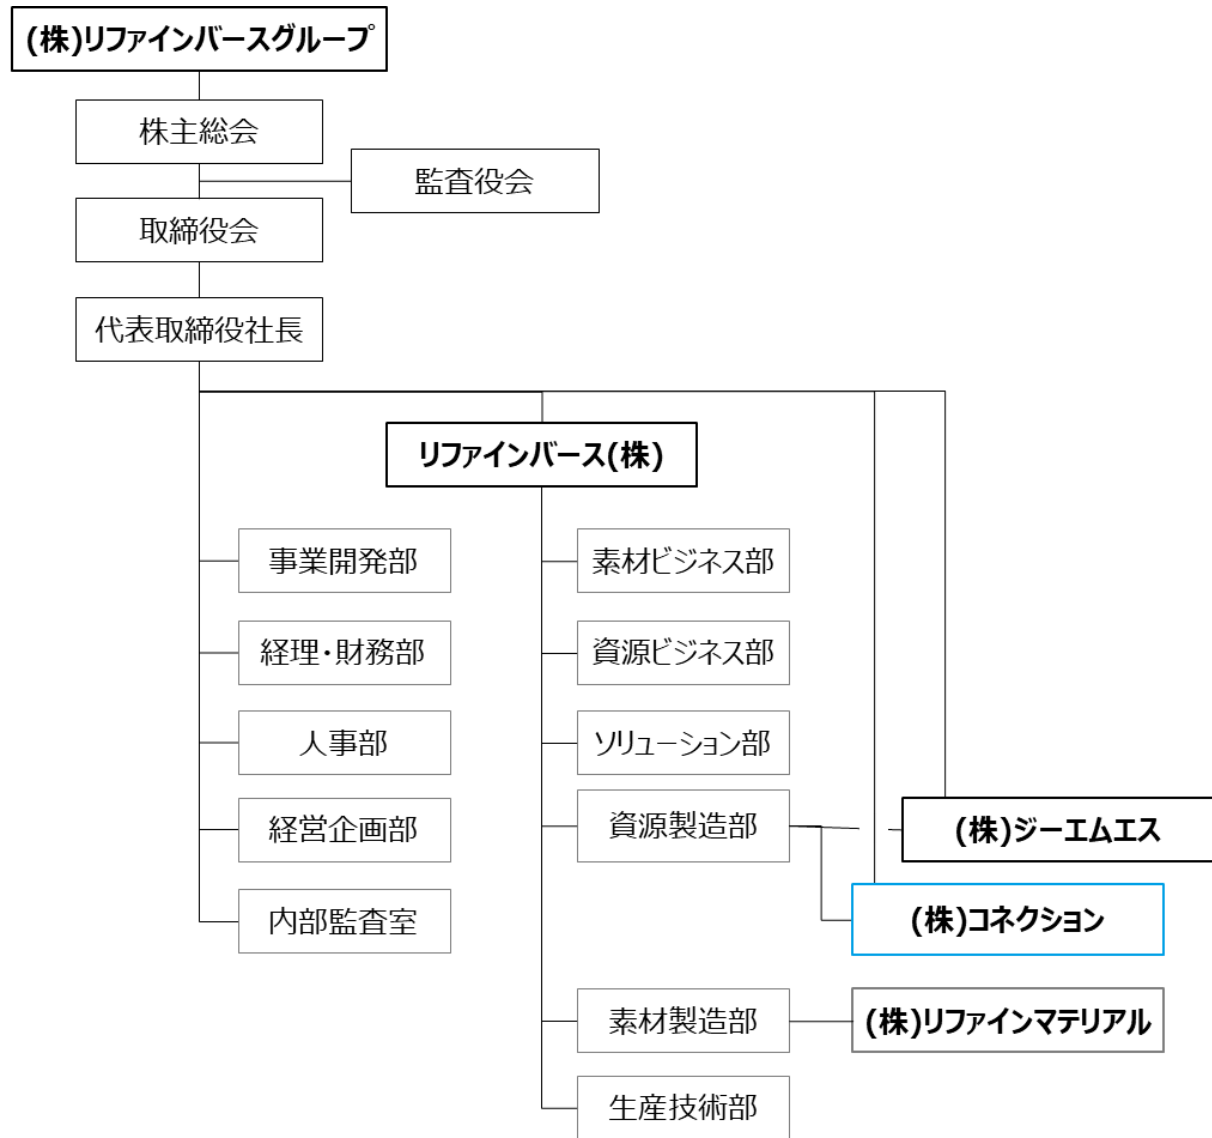 (株)リファインバースグループ
株主総会
監査役会
取締役会
代表取締役社長
リファインバース(株)
事業開発部
素材ビジネス部
経理・財務部
資源ビジネス部
人事部
ソリューション部
経営企画部
資源製造部
(株)ジーエムエス
内部監査室
(株)コネクション
素材製造部
(株)リファインマテリアル
生産技術部